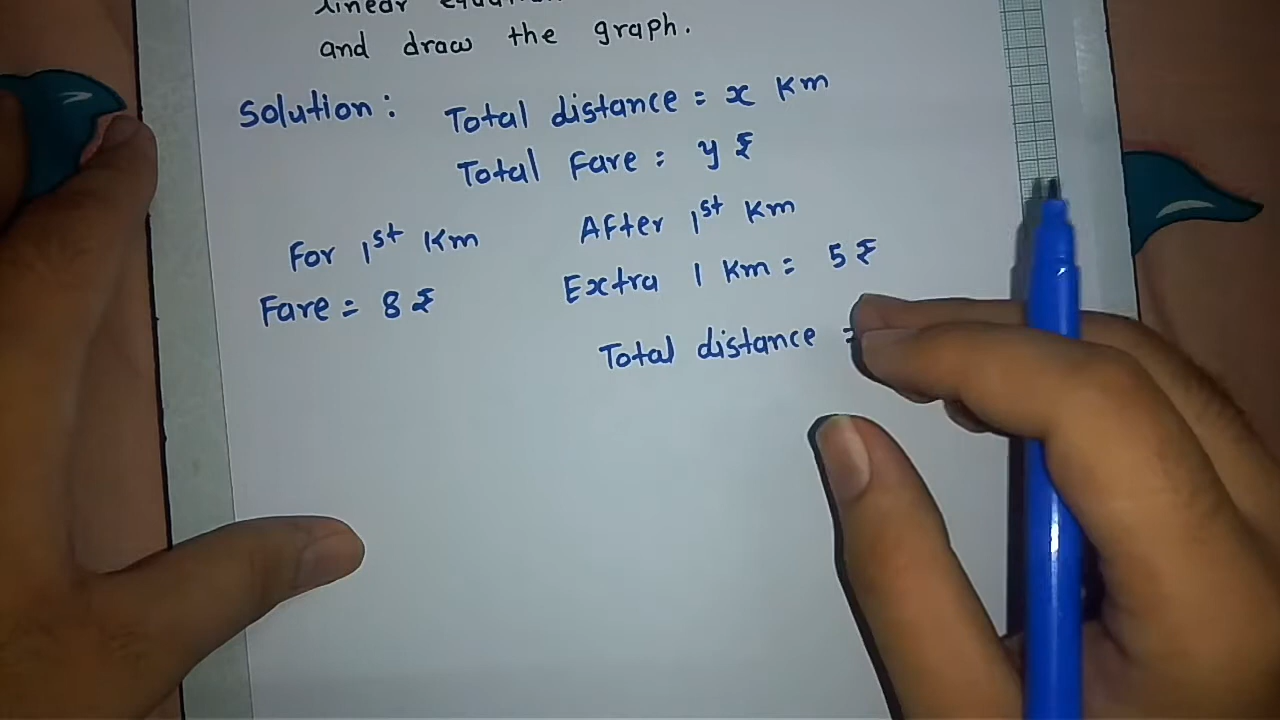 linear
and draw the graph.
Solution: Total distance = x Km
Total Fare = y ₹
For 1st Km
Fare = 8 ₹
After 1st Km
Extra 1 Km = 5 ₹
Total distance =